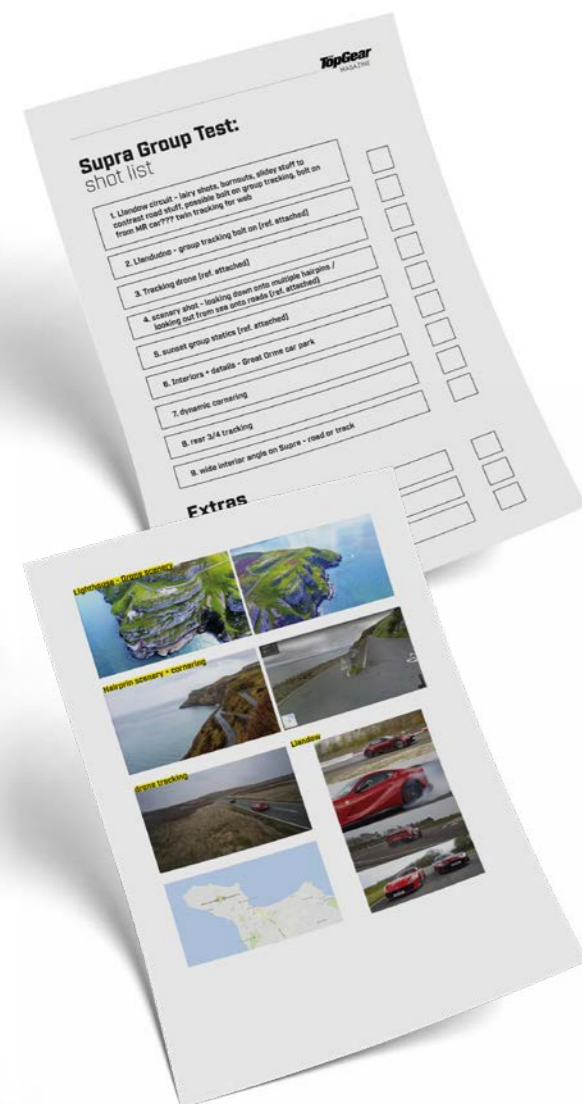 TopGear
MAGAZINE
Supra Group Test:
shot list
1. Llandow circuit - lairy shots, burnouts, slidey stuff to
contrast road stuff, possible bolt on group tracking, bolt on
from MR car??? twin tracking for web
2. Llandudno - group tracking bolt on [ref. attached]
3. Tracking drone [ref. attached]
4. scenary shot - looking down onto multiple hairpins /
looking out from sea onto roads [ref. attached]
5. sunset group statics [ref. attached]
6. Interiors + details - Great Orme car park
7. dynamic cornering
8. rear 3/4 tracking
9. wide interior angle on Supra - road or track
Extras
Lighthouse - Orme scenery
Hairprin scenery + cornering
Llandow
drone tracking